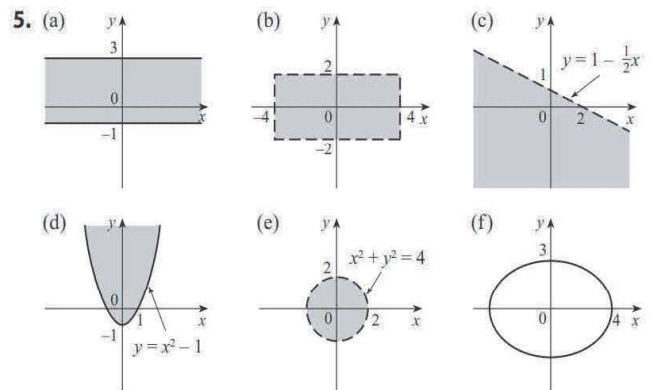 5. (a) y 3 0 x −1
(b) y 2 −4 0 4 x −2
(c) y 1 y = 1 − 1/2x 0 2 x
(d) y 0 1 x −1 y = x² − 1
(e) y 2 x² + y² = 4 0 2 x
(f) y 3 0 4 x